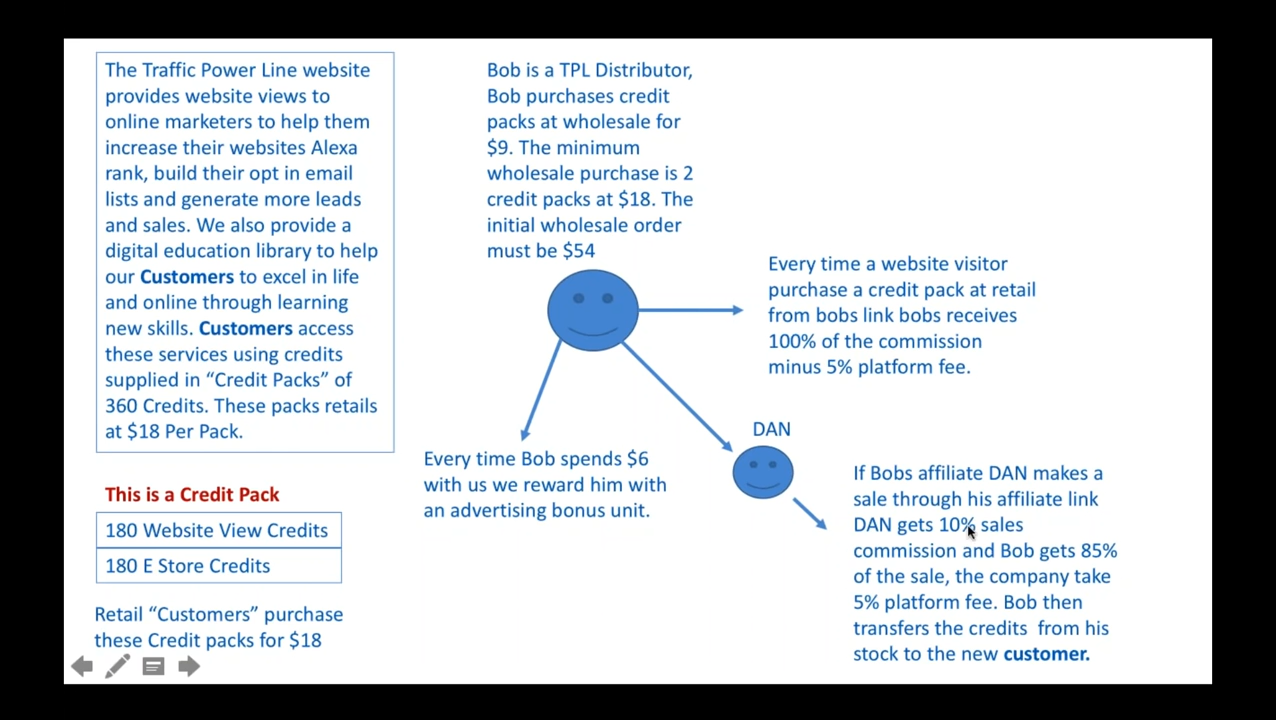 The Traffic Power Line website
provides website views to
online marketers to help them
increase their websites Alexa
rank, build their opt in email
lists and generate more leads
and sales. We also provide a
digital education library to help
our Customers to excel in life
and online through learning
new skills. Customers access
these services using credits
supplied in “Credit Packs” of
360 Credits. These packs retails
at $18 Per Pack.
This is a Credit Pack
180 Website View Credits
180 E Store Credits
Retail “Customers” purchase
these Credit packs for $18
Bob is a TPL Distributor,
Bob purchases credit
packs at wholesale for
$9. The minimum
wholesale purchase is 2
credit packs at $18. The
initial wholesale order
must be $54
Every time a website visitor
purchase a credit pack at retail
from bobs link bobs receives
100% of the commission
minus 5% platform fee.
Every time Bob spends $6
with us we reward him with
an advertising bonus unit.
DAN
If Bobs affiliate DAN makes a
sale through his affiliate link
DAN gets 10% sales
commission and Bob gets 85%
of the sale, the company take
5% platform fee. Bob then
transfers the credits from his
stock to the new customer.